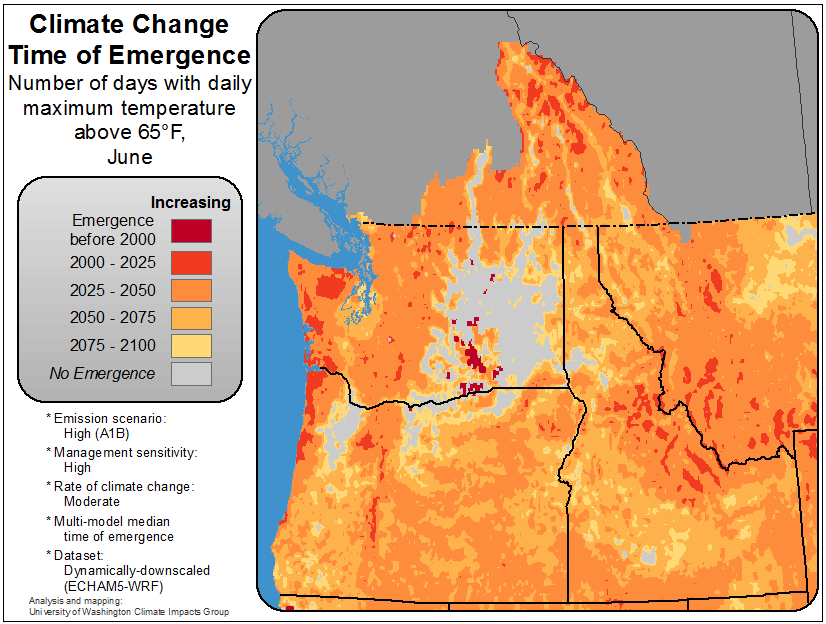 Climate Change
Time of Emergence
Number of days with daily
maximum temperature
above 65°F,
June
Increasing
Emergence
before 2000
2000 - 2025
2025 - 2050
2050 - 2075
2075 - 2100
No Emergence
* Emission scenario:
High (A1B)
* Management sensitivity:
High
* Rate of climate change:
Moderate
* Multi-model median
time of emergence
* Dataset:
Dynamically-downscaled
(ECHAM5-WRF)
Analysis and mapping:
University of Washington Climate Impacts Group